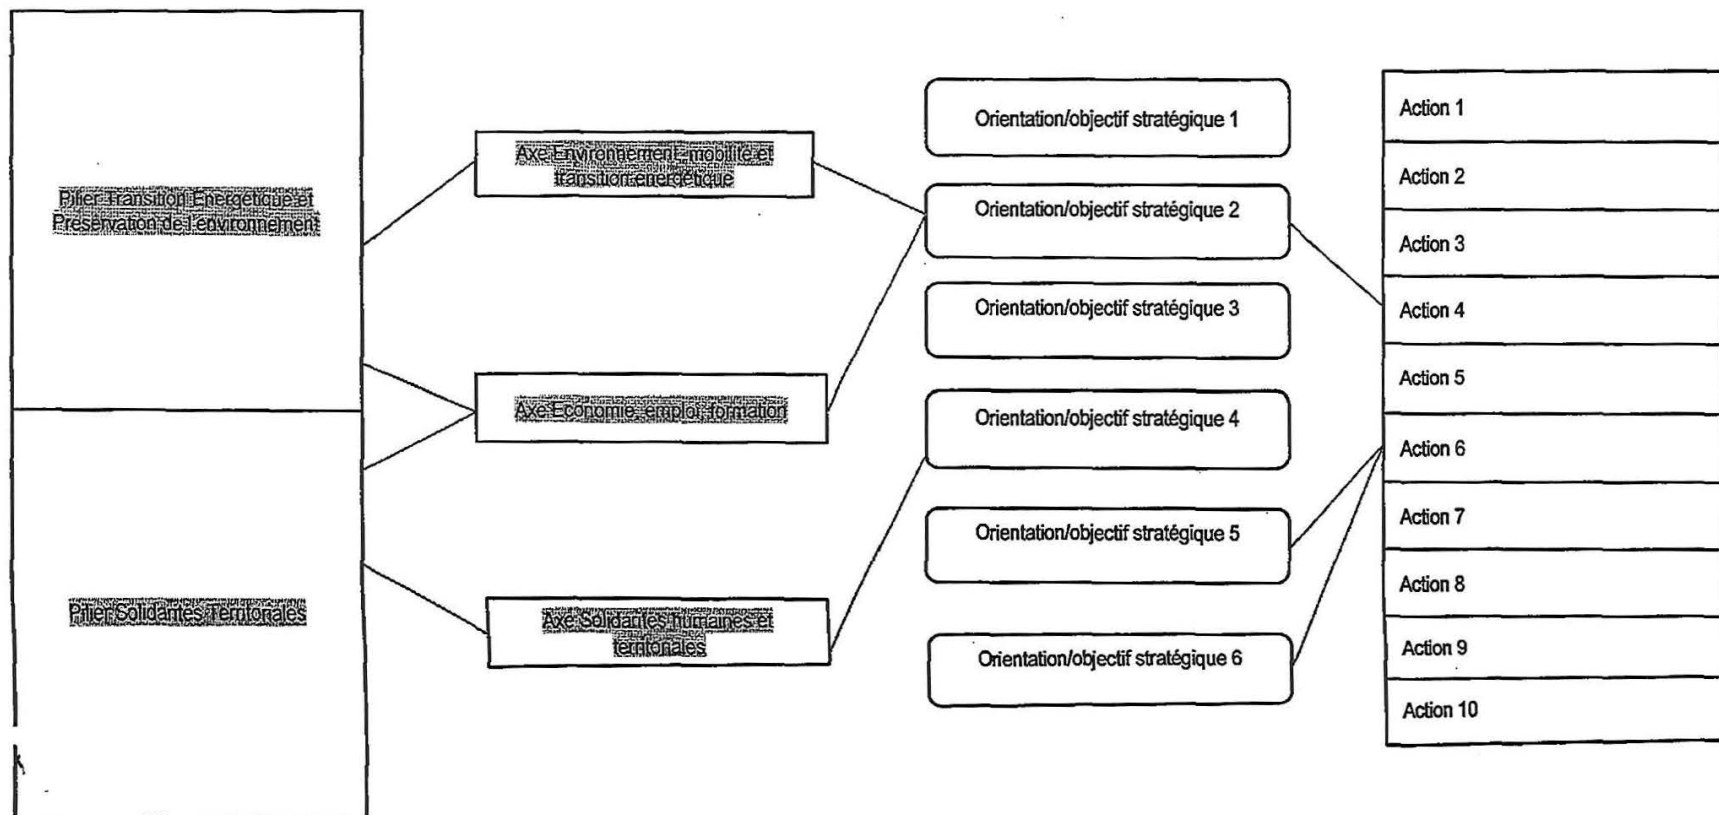 Pilier Transition Energétique et
Préservation de l'environnement
Pilier Solidarités Territoriales
Axe Environnement, mobilité et
transition énergétique
Axe Economie, emploi, formation
Axe Solidarités humaines et
territoriales
Orientation/objectif stratégique 1
Orientation/objectif stratégique 2
Orientation/objectif stratégique 3
Orientation/objectif stratégique 4
Orientation/objectif stratégique 5
Orientation/objectif stratégique 6
Action 1
Action 2
Action 3
Action 4
Action 5
Action 6
Action 7
Action 8
Action 9
Action 10